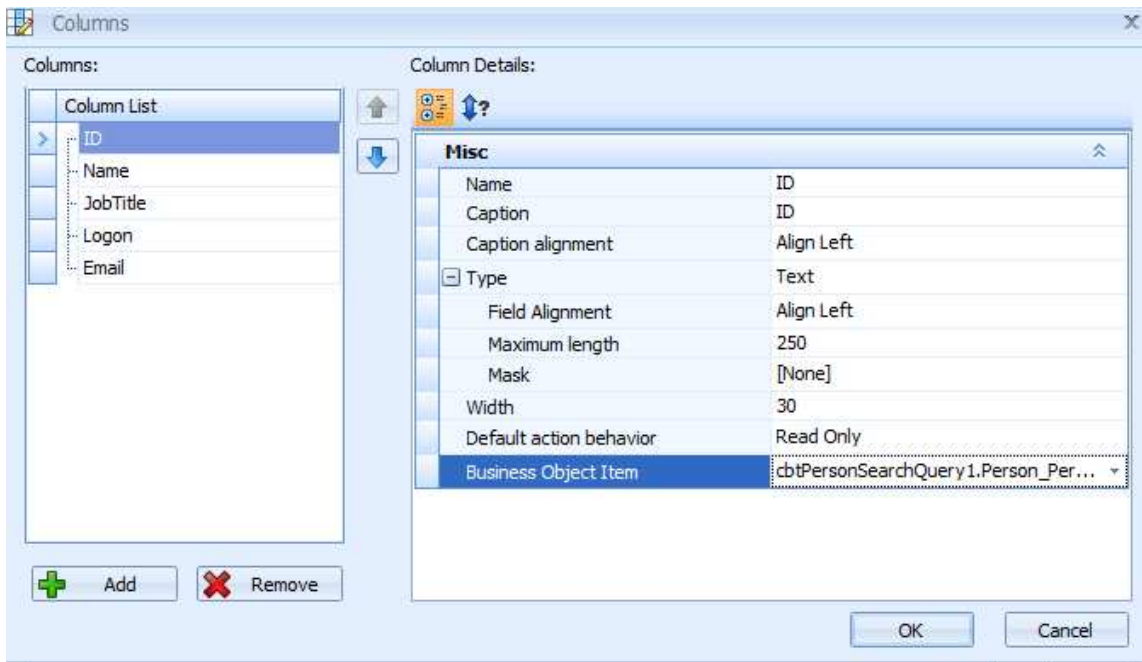 Columns
Columns:
Column List
ID
Name
JobTitle
Logon
Email
Add
Remove
Column Details:
Misc
Name ID
Caption ID
Caption alignment Align Left
Type Text
Field Alignment Align Left
Maximum length 250
Mask [None]
Width 30
Default action behavior Read Only
Business Object Item cbtPersonSearchQuery1.Person_Per...
OK
Cancel